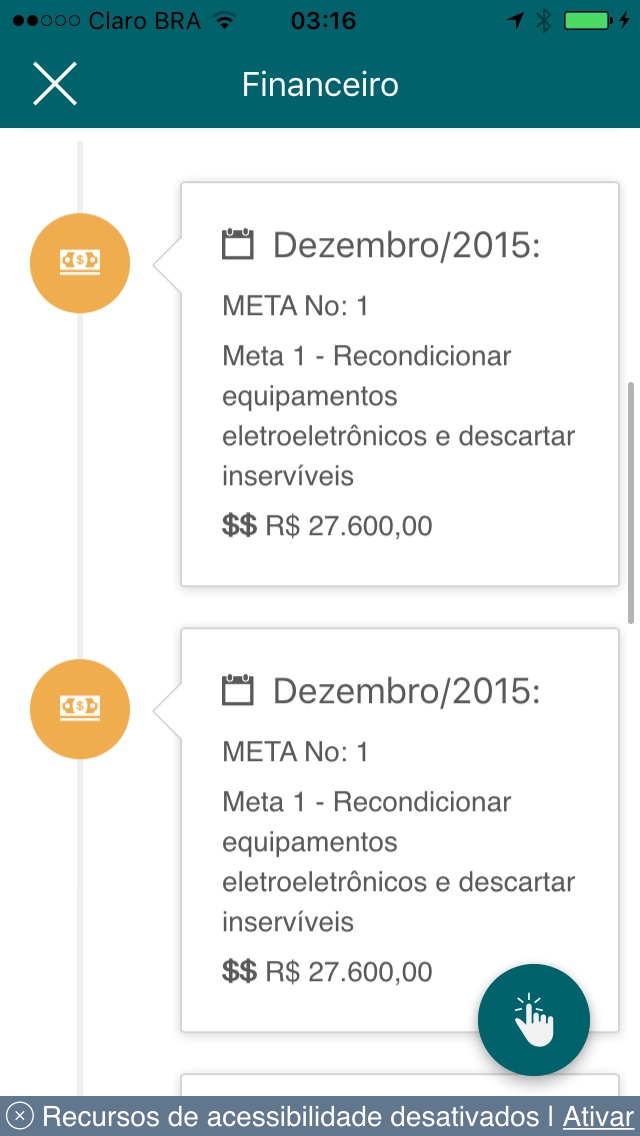 Claro BRA 03:16
Financeiro
Dezembro/2015:
META No: 1
Meta 1 - Recondicionar
equipamentos
eletroeletrônicos e descartar
inservíveis
$$ R$ 27.600,00
Dezembro/2015:
META No: 1
Meta 1 - Recondicionar
equipamentos
eletroeletrônicos e descartar
inservíveis
$$ R$ 27.600,00
Recursos de acessibilidade desativados | Ativar